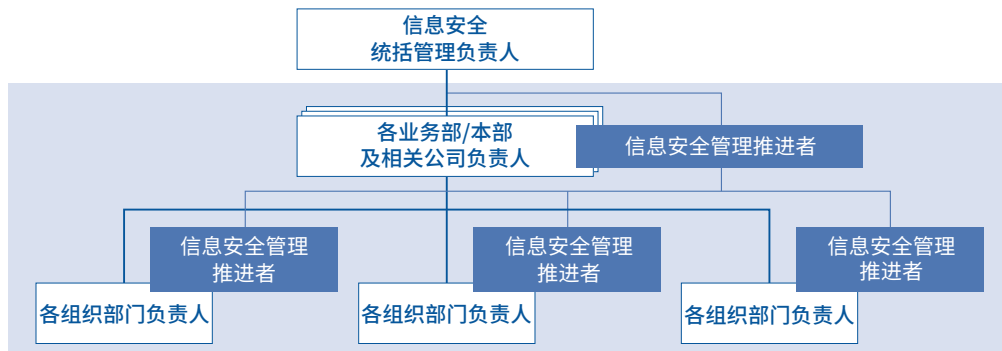 信息安全
统括管理负责人
各业务部/本部
及相关公司负责人
信息安全管理推进者
信息安全管理
推进者
信息安全管理
推进者
信息安全管理
推进者
各组织部门负责人
各组织部门负责人
各组织部门负责人